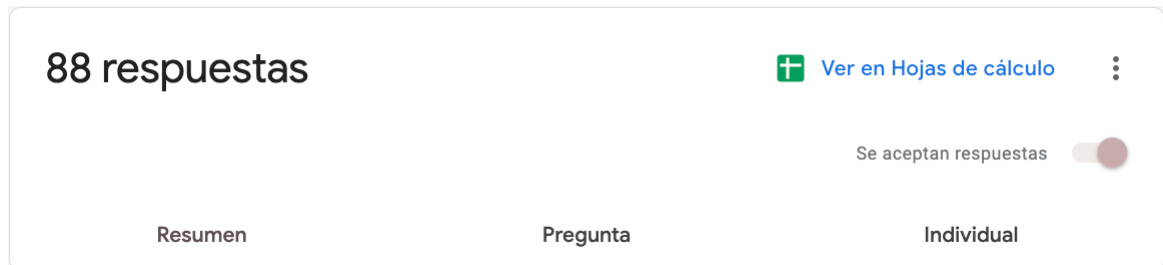 88 respuestas
Ver en Hojas de cálculo
Se aceptan respuestas
Resumen
Pregunta
Individual